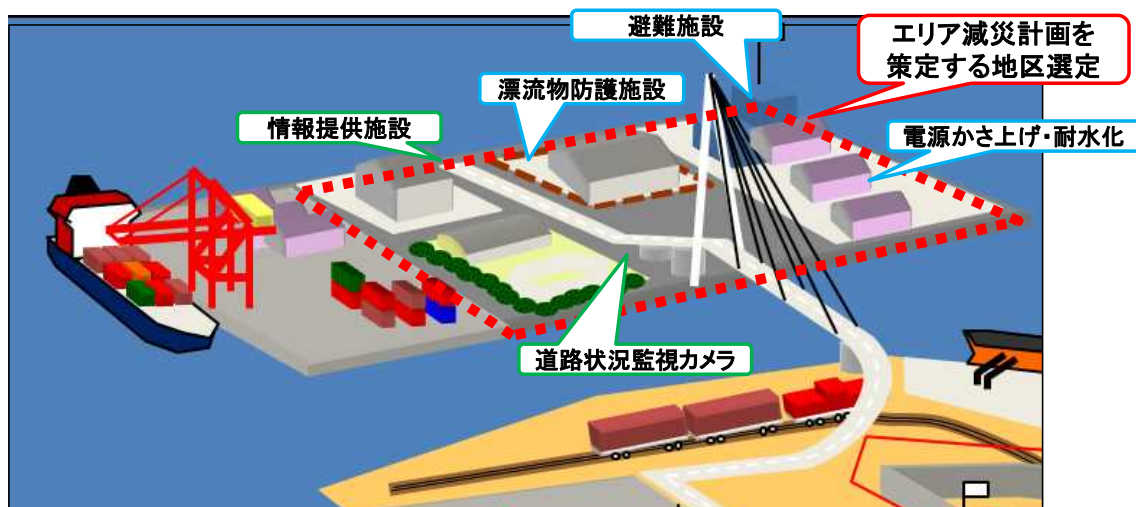 避難施設
エリア減災計画を
策定する地区選定
漂流物防護施設
情報提供施設
電源かさ上げ・耐水化
道路状況監視カメラ